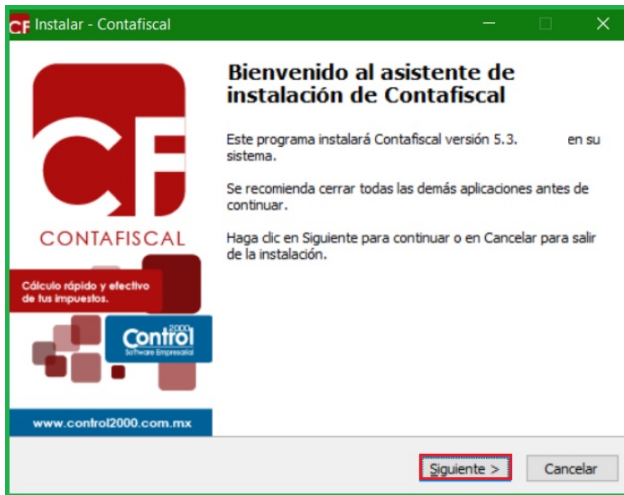 CF Instalar - Contafiscal
CF
CONTAFISCAL
Cálculo rápido y efectivo
de tus impuestos.
Control
2000
Software Empresarial
www.control2000.com.mx
Bienvenido al asistente de
instalación de Contafiscal
Este programa instalará Contafiscal versión 5.3. en su
sistema.
Se recomienda cerrar todas las demás aplicaciones antes de
continuar.
Haga clic en Siguiente para continuar o en Cancelar para salir
de la instalación.
Siguiente >
Cancelar